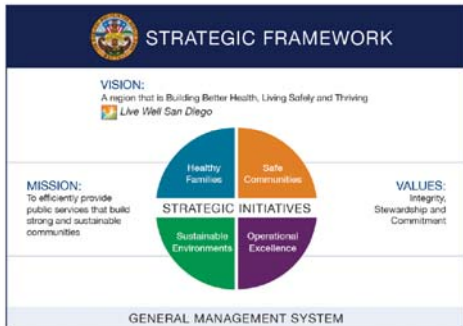 STRATEGIC FRAMEWORK
VISION:
A region that is Building Better Health, Living Safely and Thriving
Live Well San Diego
Healthy
Families
Safe
Communities
MISSION:
To efficiently provide
public services that build
strong and sustainable
communities
STRATEGIC INITIATIVES
VALUES:
Integrity,
Stewardship and
Commitment
Sustainable
Environments
Operational
Excellence
GENERAL MANAGEMENT SYSTEM